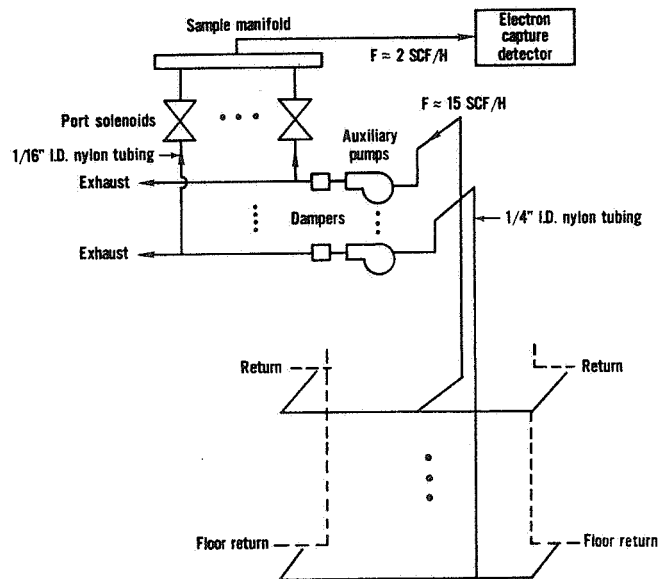 Sample manifold
Electron
capture
detector
F ≈ 2 SCF/H
F ≈ 15 SCF/H
Port solenoids
Auxiliary
pumps
1/16" I.D. nylon tubing
Exhaust
Dampers
1/4" I.D. nylon tubing
Exhaust
Return
Return
Floor return
Floor return